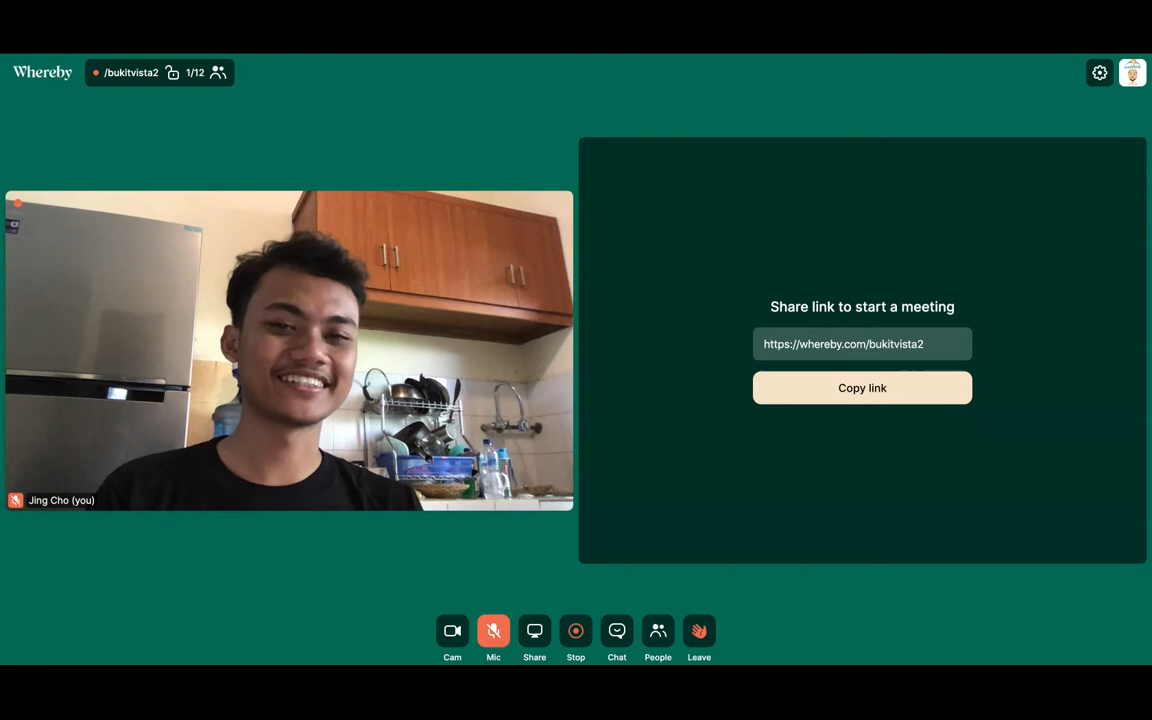 Whereby
/bukitvista2
1/12
Jing Cho (you)
Share link to start a meeting
https://whereby.com/bukitvista2
Copy link
Cam
Mic
Share
Stop
Chat
People
Leave